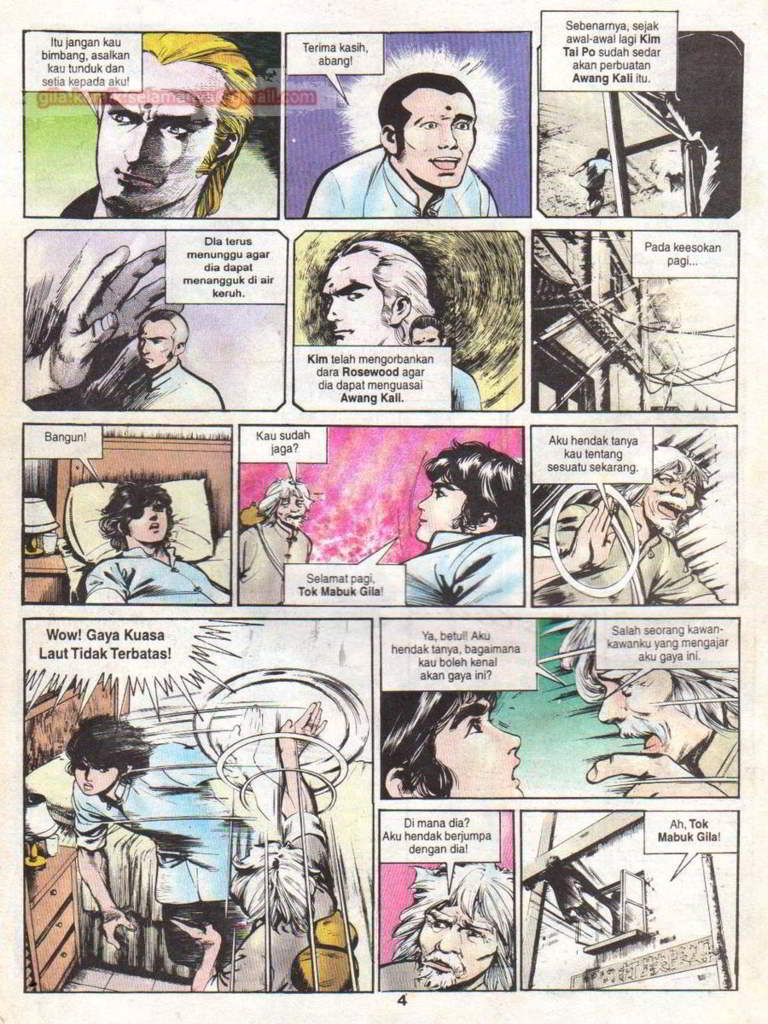 Itu jangan kau
bimbang, asalkan
kau tunduk dan
setia kepada aku!
Terima kasih,
abang!
Sebenarnya, sejak
awal-awal lagi Kim
Tai Po sudah sedar
akan perbuatan
Awang Kali itu.
DIa terus
menunggu agar
dia dapat
menangguk di air
keruh.
Kim telah mengorbankan
dara Rosewood agar
dia dapat menguasai
Awang Kali.
Pada keesokan
pagi...
Bangun!
Kau sudah
jaga?
Selamat pagi,
Tok Mabuk Gila!
Aku hendak tanya
kau tentang
sesuatu sekarang.
Wow! Gaya Kuasa
Laut Tidak Terbatas!
Ya, betul! Aku
hendak tanya, bagaimana
kau boleh kenal
akan gaya ini?
Salah seorang kawan-
kawanku yang mengajar
aku gaya ini.
Di mana dia?
Aku hendak berjumpa
dengan dia!
Ah, Tok
Mabuk Gila!
4